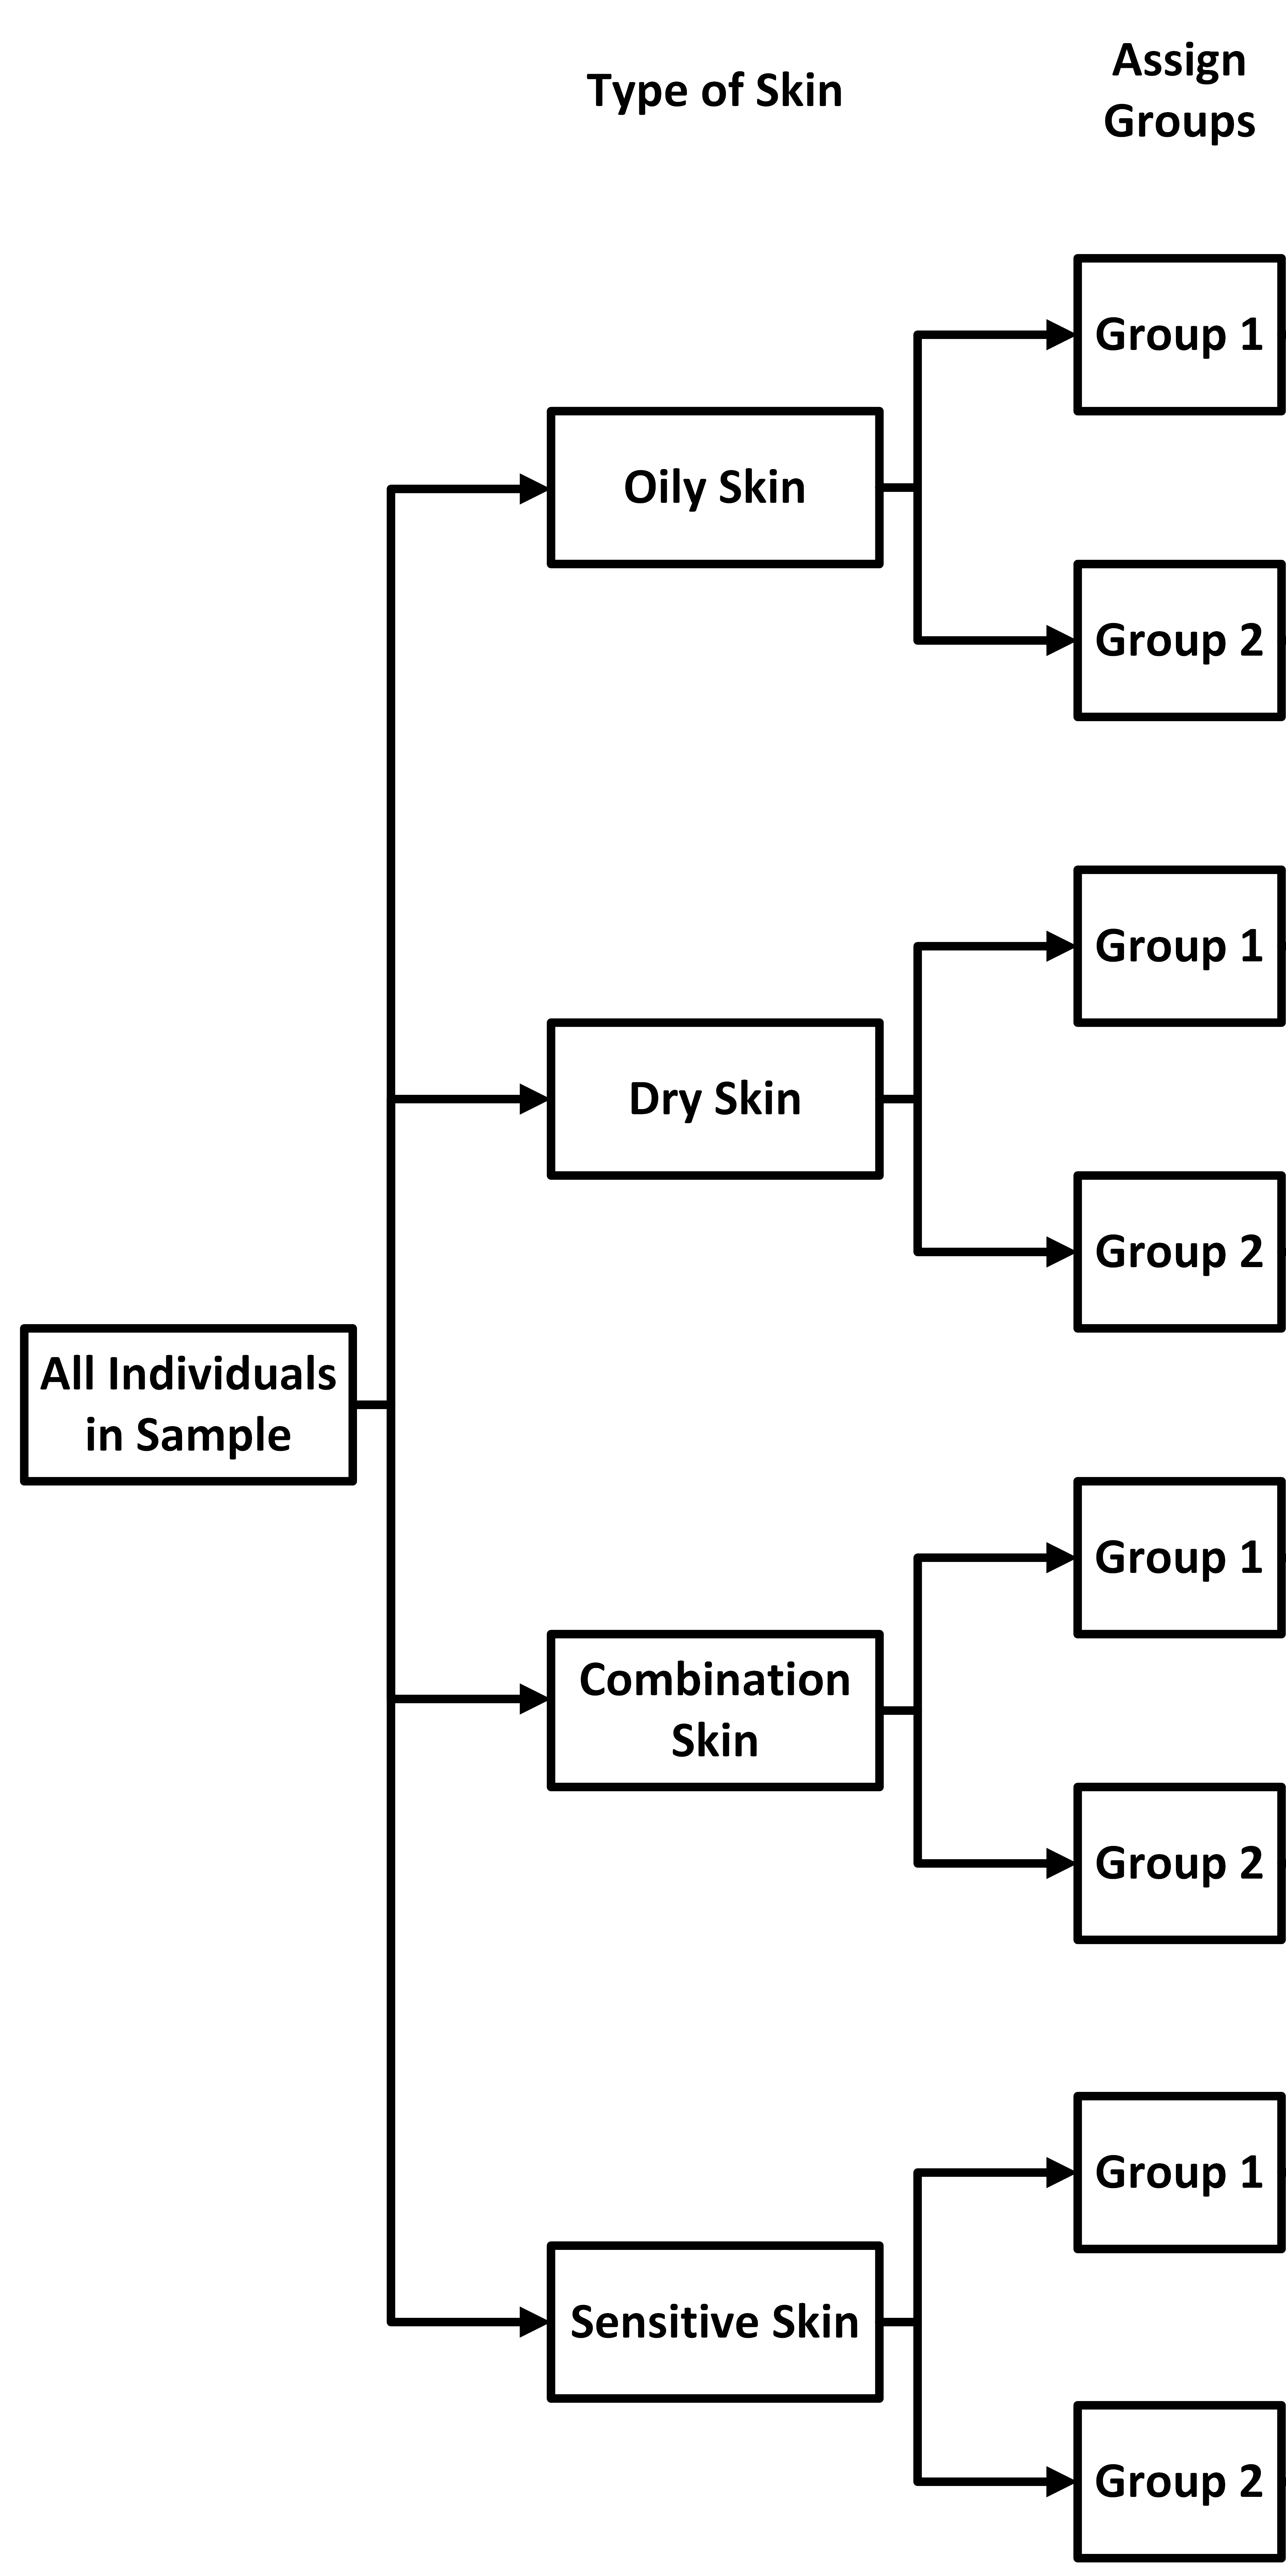 Type of Skin
Assign
Groups
Group 1
Oily Skin
Group 2
Group 1
Dry Skin
Group 2
All Individuals
in Sample
Group 1
Combination
Skin
Group 2
Group 1
Sensitive Skin
Group 2